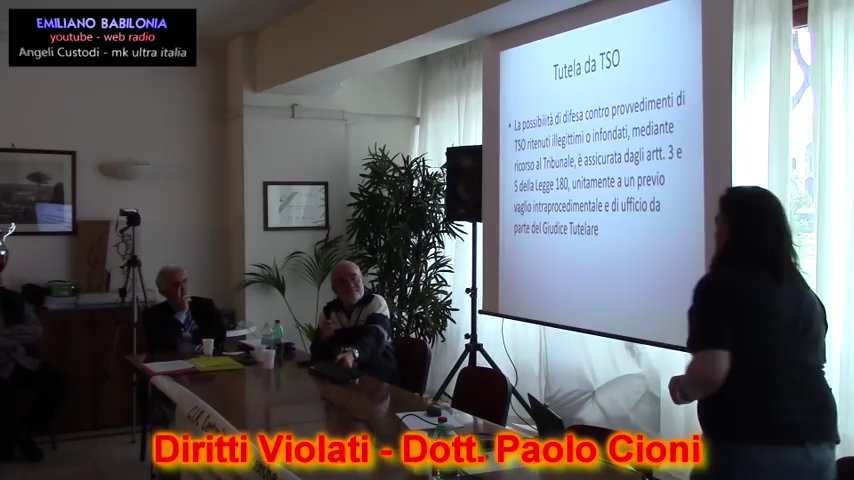 EMILIANO BABILONIA
youtube - web radio
Angeli Custodi - mk ultra italia
Tutela da TSO
• La possibilità di difesa contro provvedimenti di
TSO ritenuti illegittimi o infondati, mediante
ricorso al Tribunale, è assicurata dagli artt. 3 e
5 della Legge 180, unitamente a un previo
vaglio intraprocedimentale e di ufficio da
parte del Giudice Tutelare
Diritti Violati - Dott. Paolo Cioni